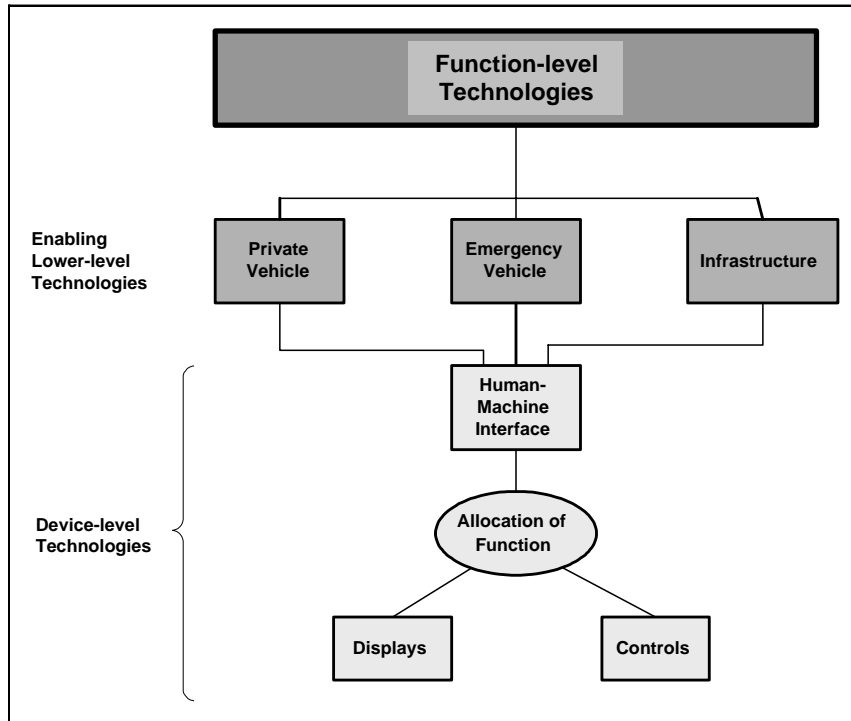 Function-level
Technologies
Enabling
Lower-level
Technologies
Private
Vehicle
Emergency
Vehicle
Infrastructure
Human-
Machine
Interface
Device-level
Technologies
Allocation of
Function
Displays
Controls